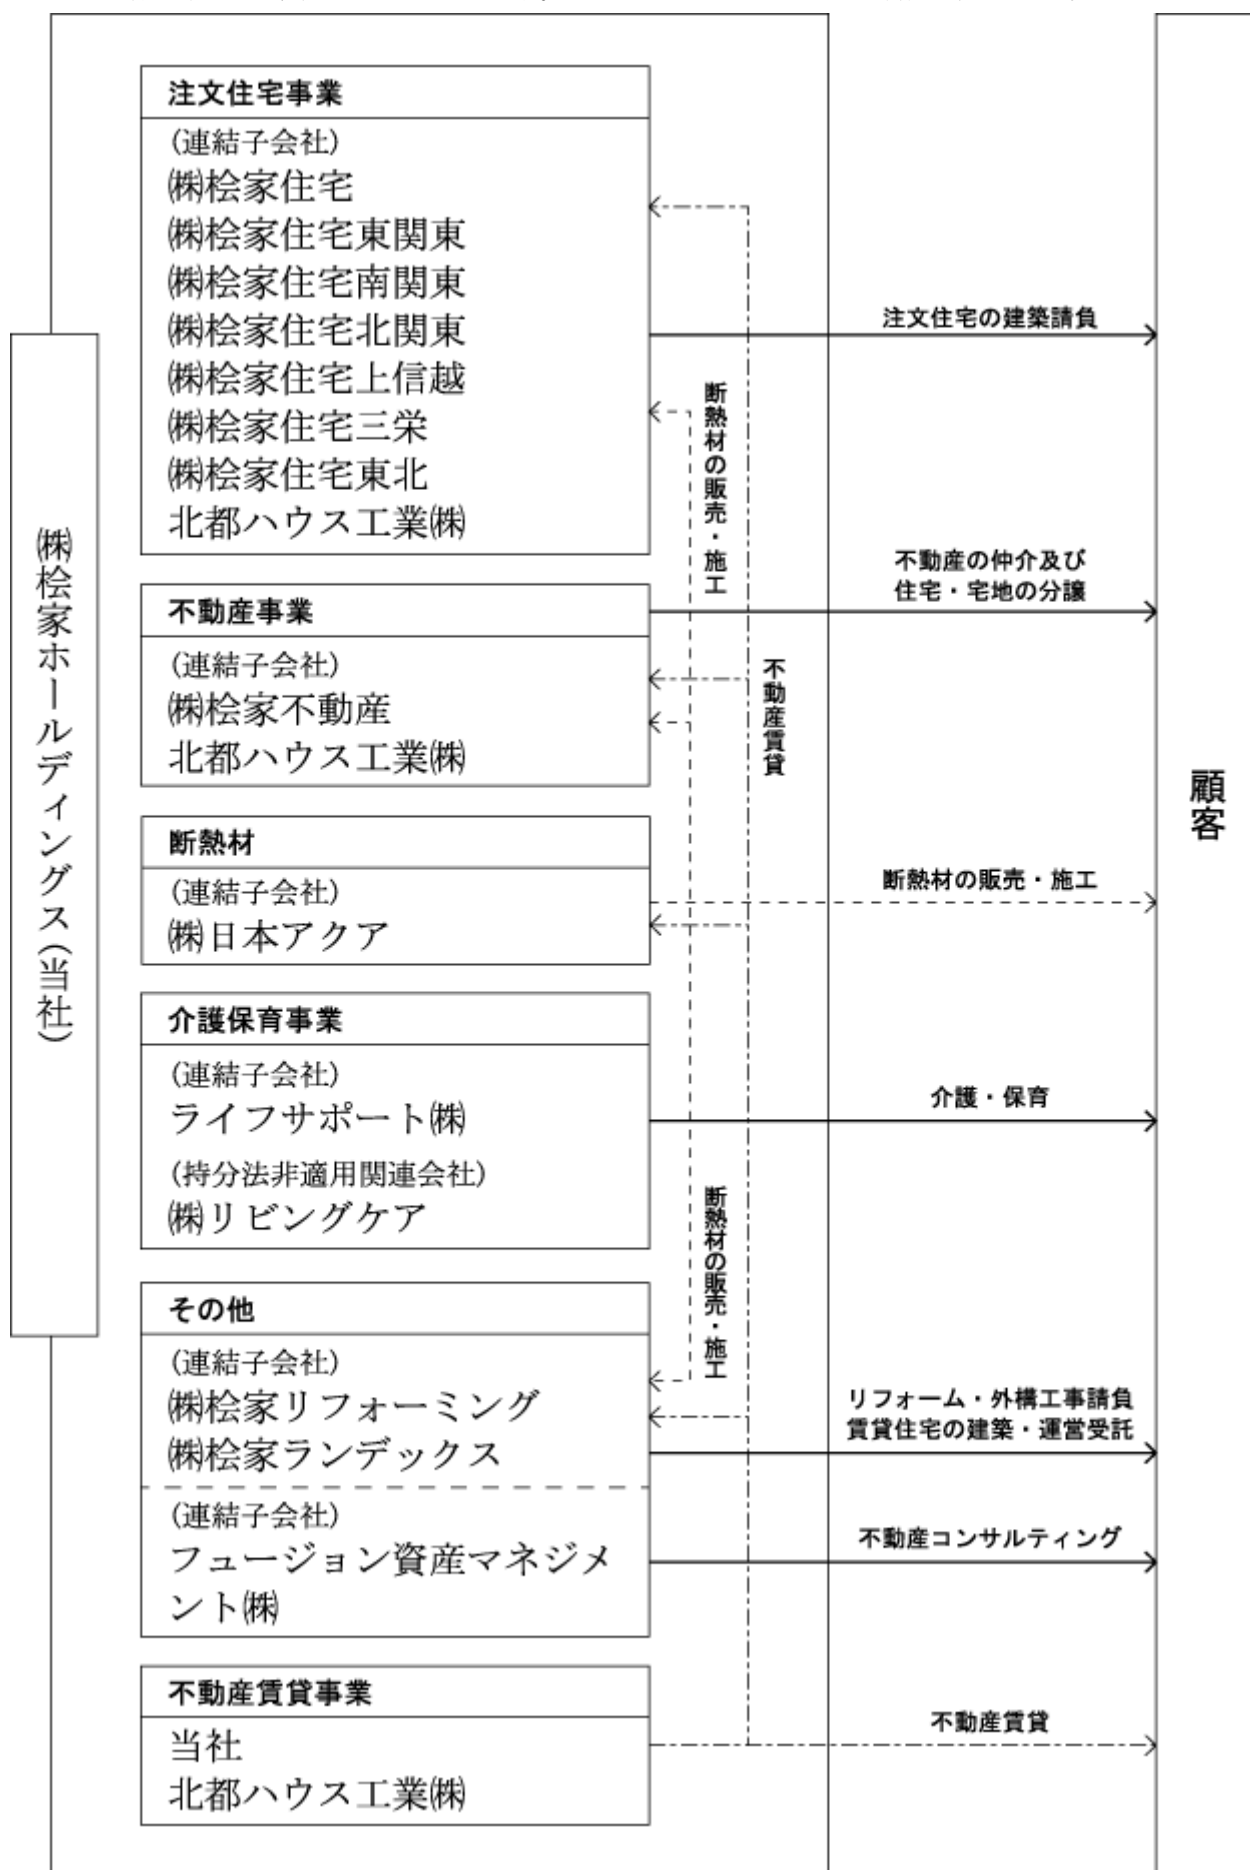 ㈱桧家ホールディングス(当社)
注文住宅事業
(連結子会社)
㈱桧家住宅
㈱桧家住宅東関東
㈱桧家住宅南関東
㈱桧家住宅北関東
㈱桧家住宅上信越
㈱桧家住宅三栄
㈱桧家住宅東北
北都ハウス工業㈱
注文住宅の建築請負
断熱材の販売・施工
不動産事業
(連結子会社)
㈱桧家不動産
北都ハウス工業㈱
不動産の仲介及び
住宅・宅地の分譲
不動産賃貸
断熱材
(連結子会社)
㈱日本アクア
断熱材の販売・施工
介護保育事業
(連結子会社)
ライフサポート㈱
(持分法非適用関連会社)
㈱リビングケア
介護・保育
断熱材の販売・施工
その他
(連結子会社)
㈱桧家リフォーミング
㈱桧家ランデックス
リフォーム・外構工事請負
賃貸住宅の建築・運営受託
(連結子会社)
フュージョン資産マネジメ
ント㈱
不動産コンサルティング
不動産賃貸事業
当社
北都ハウス工業㈱
不動産賃貸
顧客